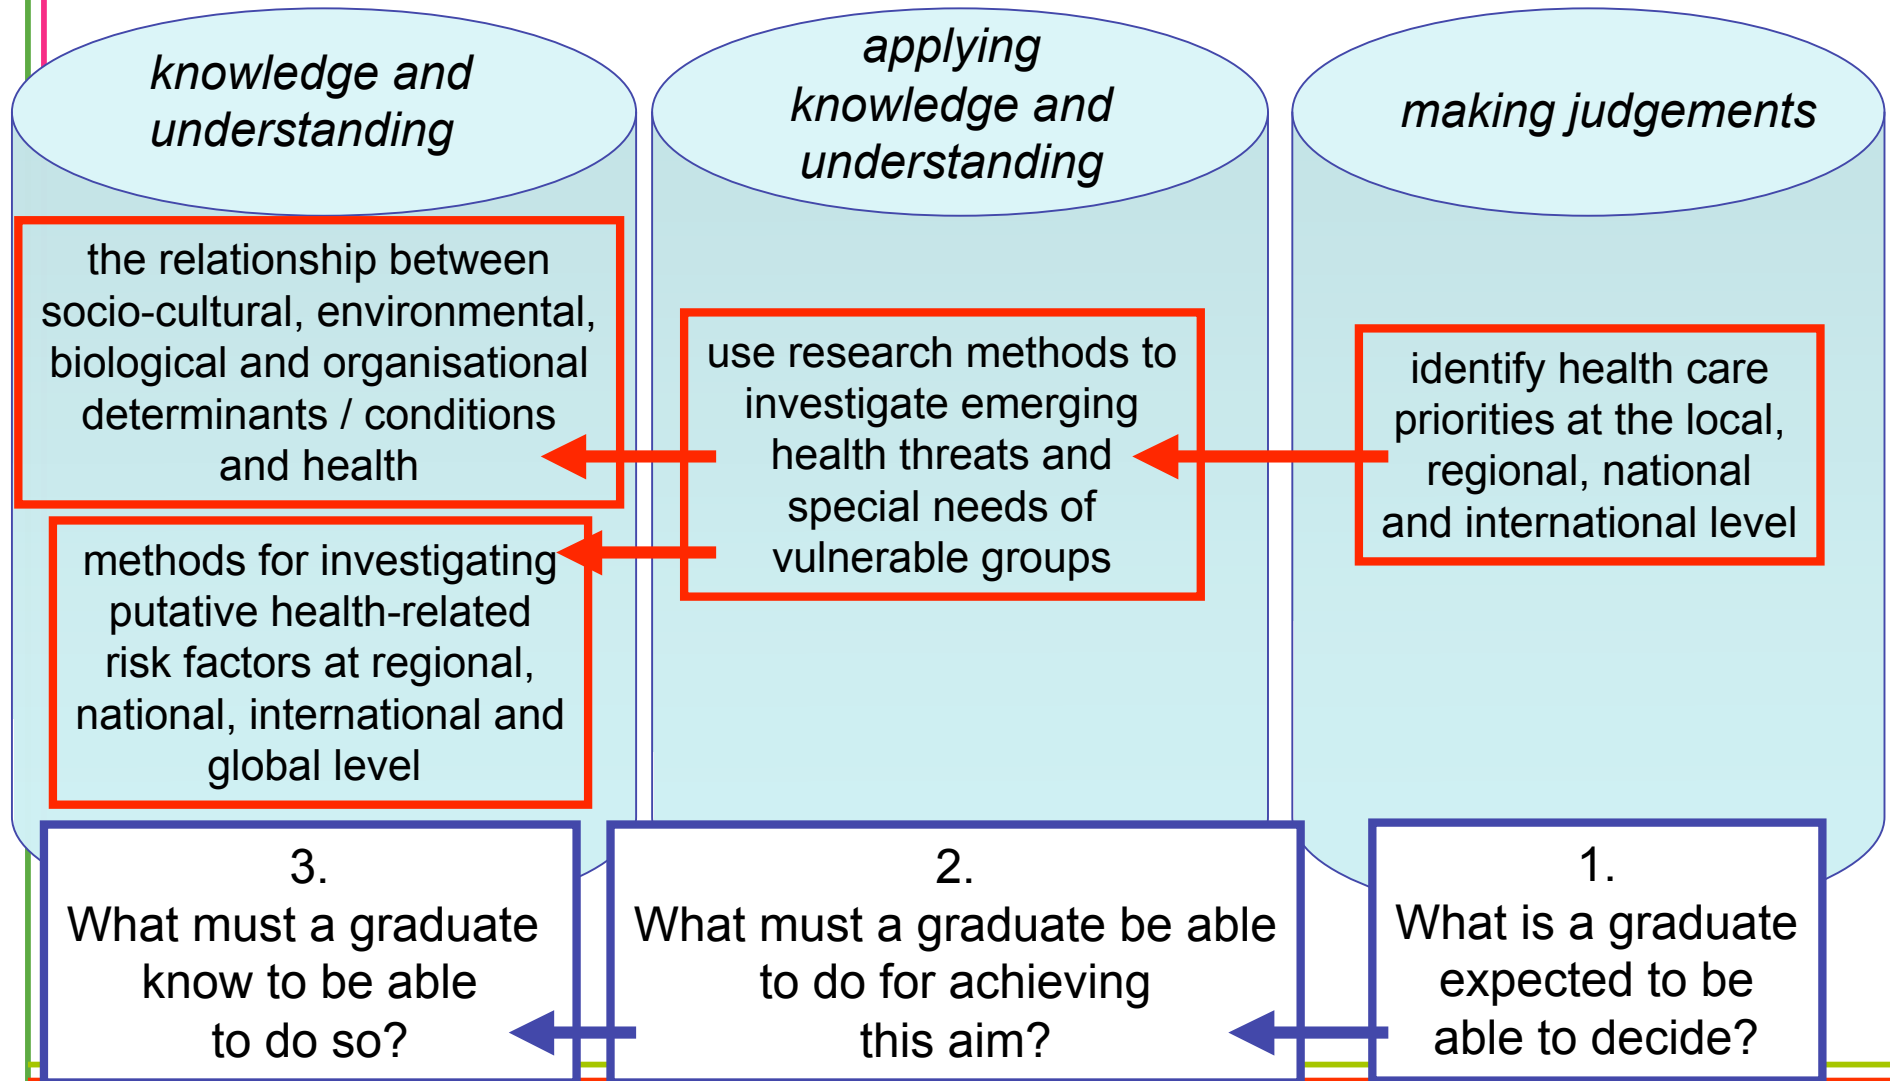 knowledge and
understanding
the relationship between
socio-cultural, environmental,
biological and organisational
determinants / conditions
and health
methods for investigating
putative health-related
risk factors at regional,
national, international and
global level
3.
What must a graduate
know to be able
to do so?
applying
knowledge and
understanding
use research methods to
investigate emerging
health threats and
special needs of
vulnerable groups
2.
What must a graduate be able
to do for achieving
this aim?
making judgements
identify health care
priorities at the local,
regional, national
and international level
1.
What is a graduate
expected to be
able to decide?